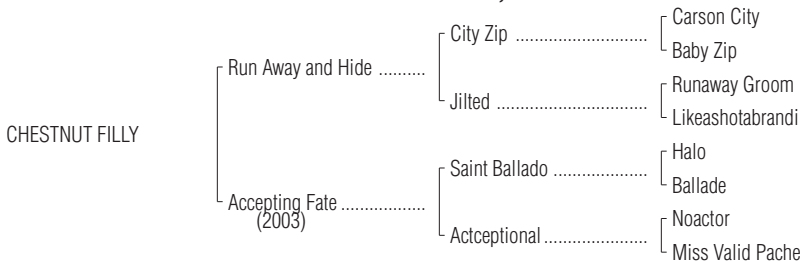 Carson City
City Zip ............................
Baby Zip
Run Away and Hide ..........
Runaway Groom
Jilted ................................
Likeashotabrandi
CHESTNUT FILLY
Halo
Saint Ballado ....................
Ballade
Accepting Fate ..................
(2003)
Noactor
Actceptional ......................
Miss Valid Pache